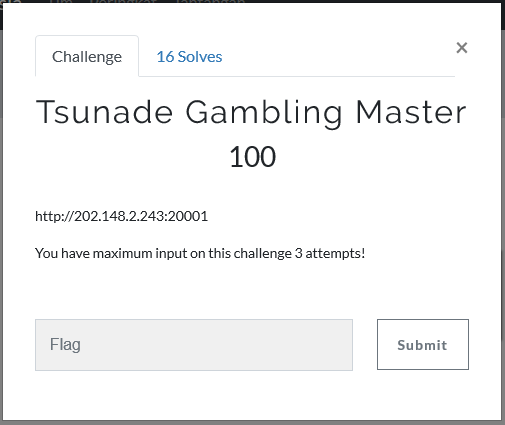 Challenge
16 Solves
×
Tsunade Gambling Master
100
http://202.148.2.243:20001
You have maximum input on this challenge 3 attempts!
Flag
Submit